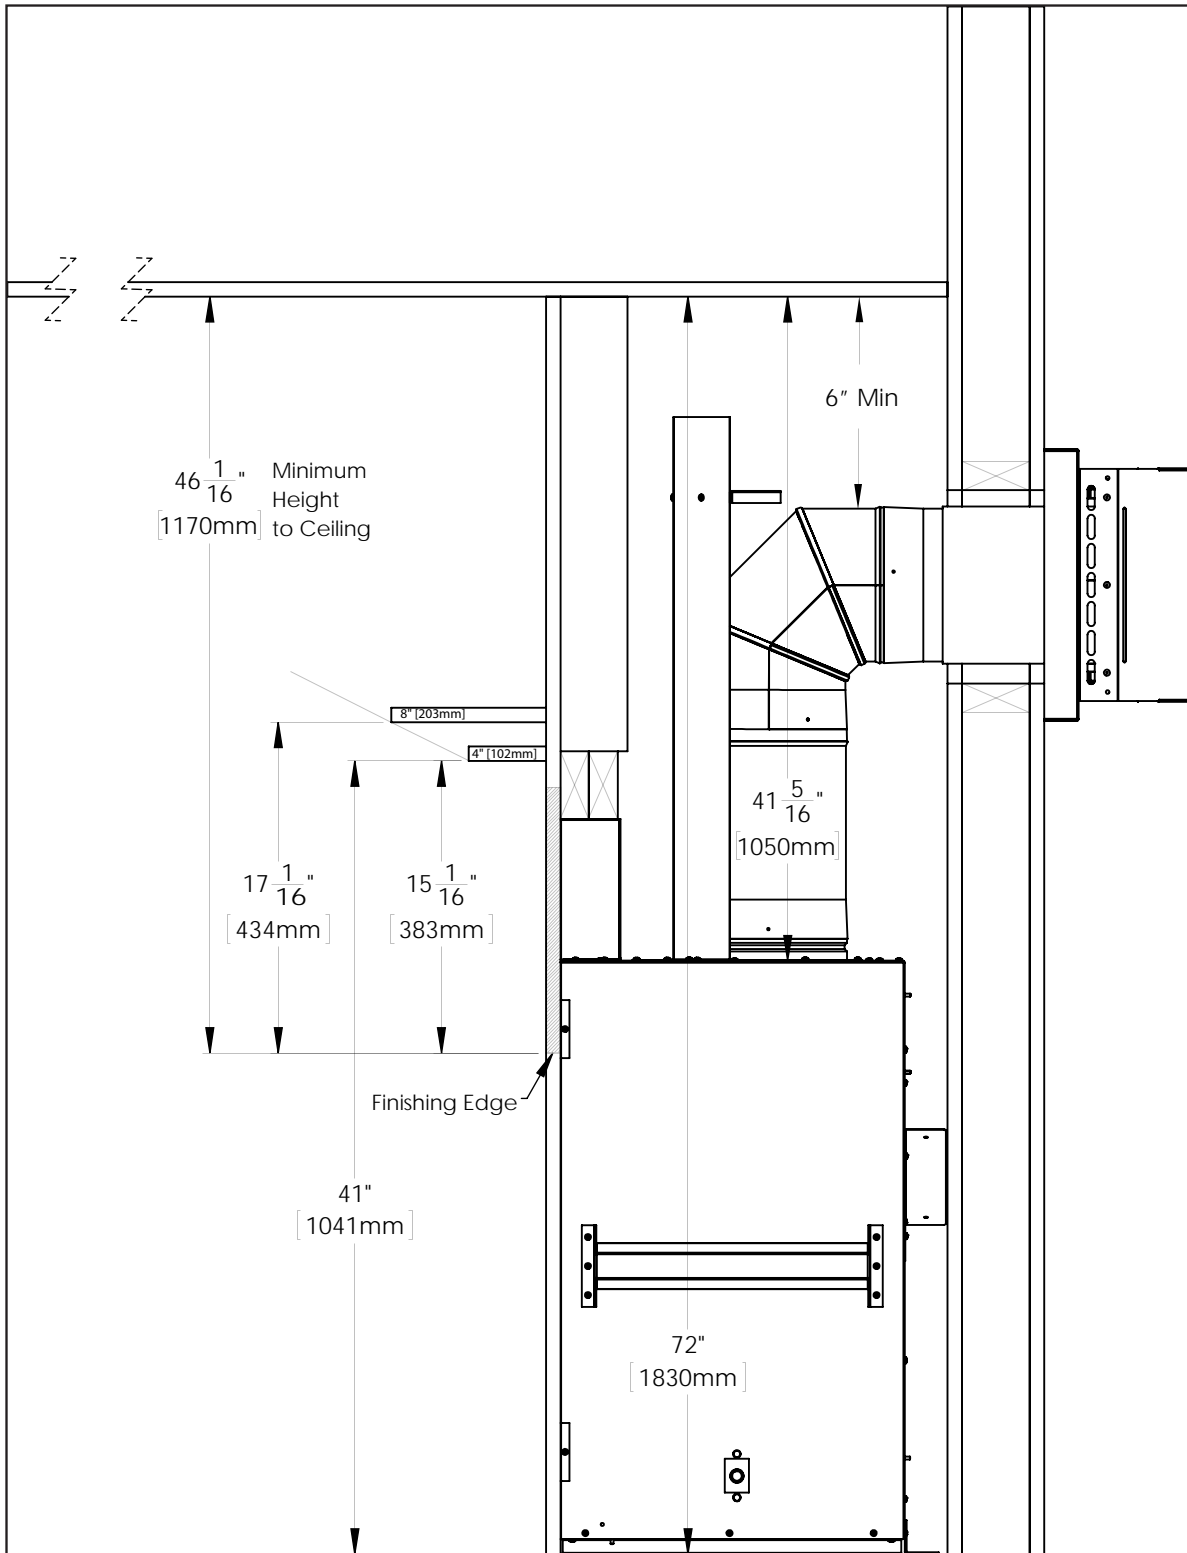 6" Min
46 1/16"
[1170mm]
Minimum
Height
to Ceiling
8" [203mm]
4" [102mm]
41 5/16"
[1050mm]
17 1/16"
[434mm]
15 1/16"
[383mm]
Finishing Edge
41"
[1041mm]
72"
[1830mm]